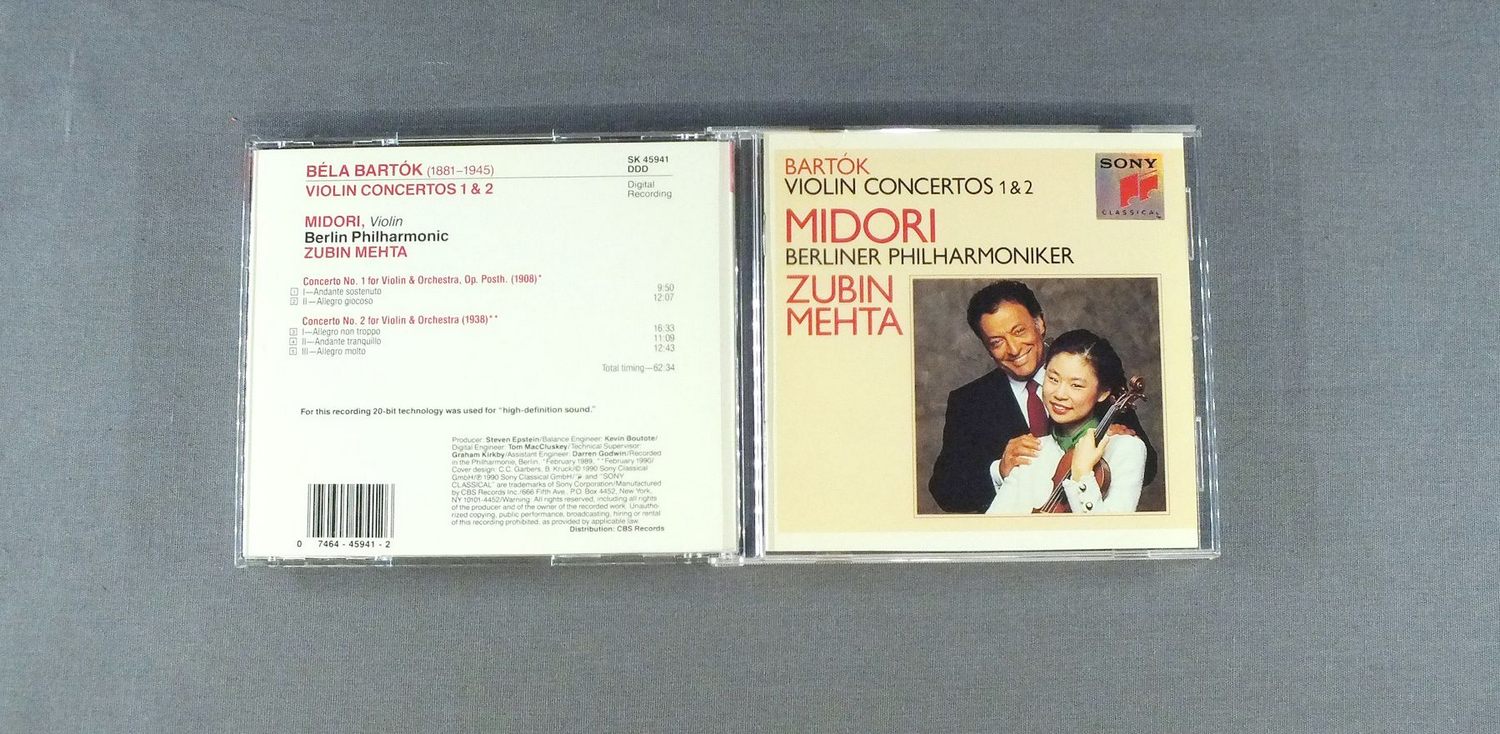 BÉLA BARTÓK (1881–1945)
VIOLIN CONCERTOS 1 & 2
SK 45941
DDD
Digital
Recording
MIDORI, Violin
Berlin Philharmonic
ZUBIN MEHTA
Concerto No. 1 for Violin & Orchestra, Op. Posth. (1908)*
1 I—Andante sostenuto 9:50
2 II—Allegro giocoso 12:07
Concerto No. 2 for Violin & Orchestra (1938)**
3 I—Allegro non troppo 16:33
4 II—Andante tranquillo 11:09
5 III—Allegro molto 12:43
Total timing—62:34
For this recording 20-bit technology was used for "high-definition sound."
Producer: Steven Epstein/Balance Engineer: Kevin Boutote/
Digital Engineer: Tom MacCluskey/Technical Supervisor:
Graham Kirkby/Assistant Engineer: Darren Godwin/Recorded
in the Philharmonie, Berlin, *February 1989, **February 1990/
Cover design: C.C. Garbers, B. Kruck/© 1990 Sony Classical
GmbH/℗ 1990 Sony Classical GmbH/ and "SONY
CLASSICAL" are trademarks of Sony Corporation/Manufactured
by CBS Records Inc./666 Fifth Ave., P.O. Box 4452, New York,
NY 10101-4452/Warning: All rights reserved, including all rights
of the producer and of the owner of the recorded work. Unautho-
rized copying, public performance, broadcasting, hiring or rental
of this recording prohibited, as provided by applicable law.
Distribution: CBS Records
0 7464-45941-2
BARTÓK
VIOLIN CONCERTOS 1 & 2
MIDORI
BERLINER PHILHARMONIKER
ZUBIN
MEHTA
SONY
CLASSICAL